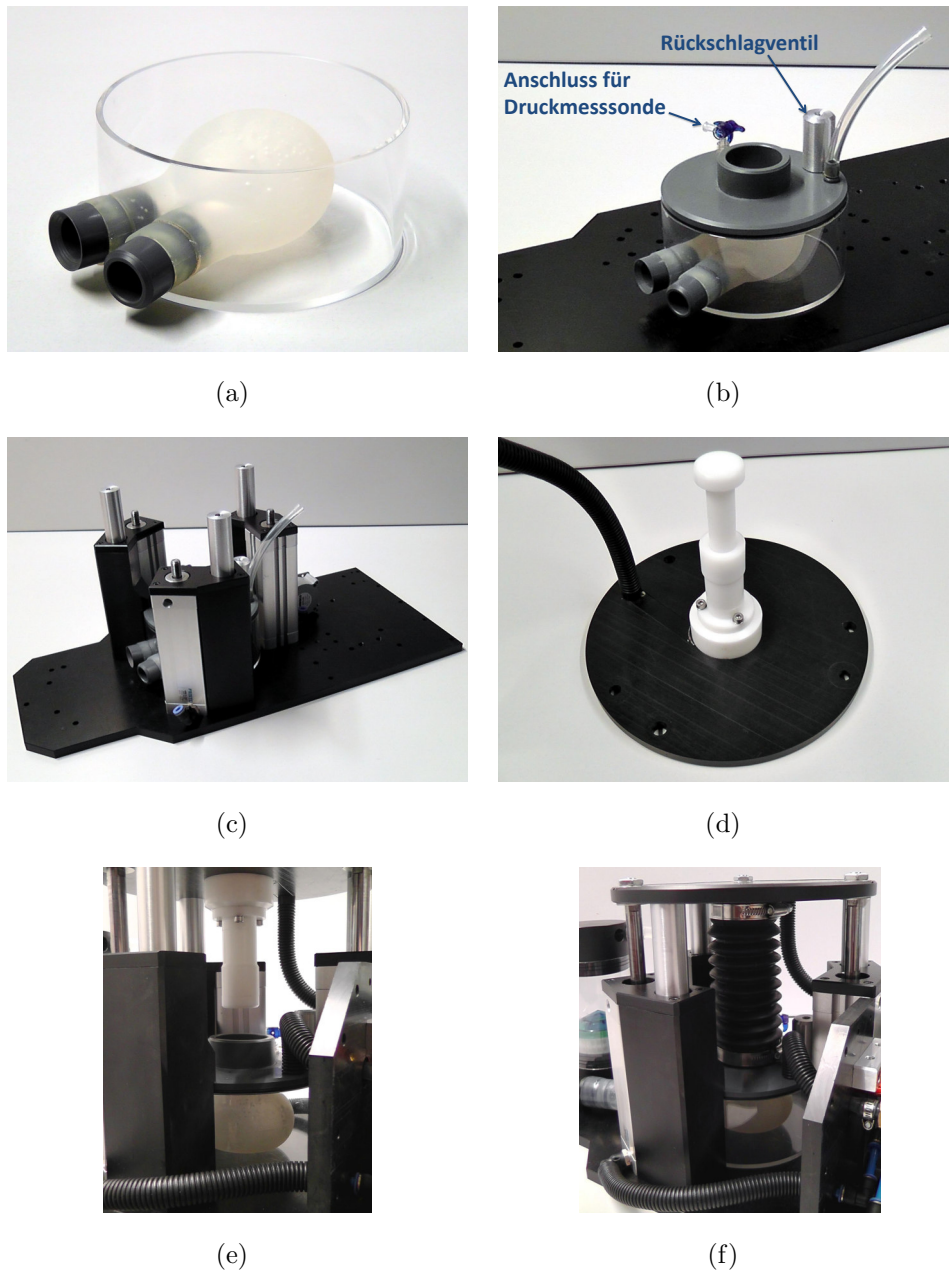 Rückschlagventil
Anschluss für
Druckmesssonde
(a)
(b)
(c)
(d)
(e)
(f)